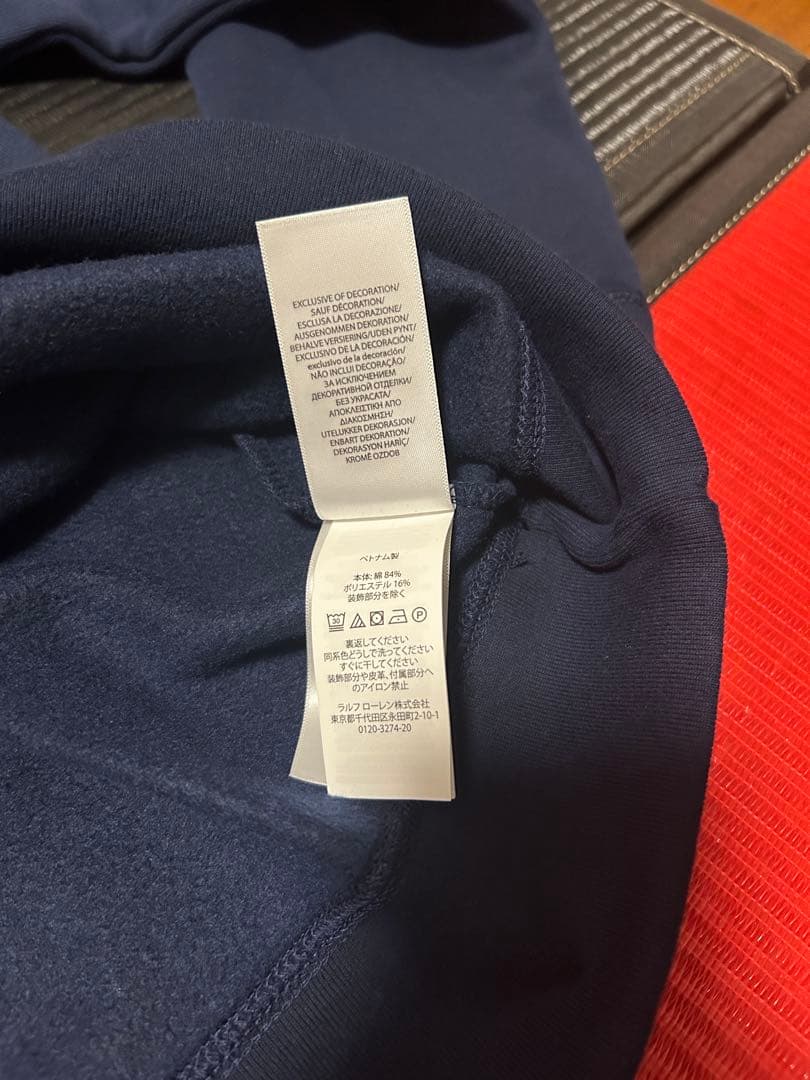 EXCLUSIVE OF DECORATION/
SAUF DÉCORATION/
ESCLUSA LA DECORAZIONE/
AUSGENOMMEN DEKORATION/
BEHALVE VERSIERING/UDEN PYNT/
EXCLUSIVO DE LA DECORACIÓN/
exclusivo de la decoración/
NÃO INCLUI DECORAÇÃO/
ЗА ИСКЛЮЧЕНИЕМ
ДЕКОРАТИВНОЙ ОТДЕЛКИ/
БЕЗ УКРАСАТА/
ΑΠΟΚΛΕΙΣΤΙΚΗ ΑΠΟ
ΔΙΑΚΟΣΜΗΣΗ/
UTELUKKER DEKORASJON/
ENBART DEKORATION/
DEKORASYON HARİÇ/
KROMĚ OZDOB
ベトナム製
本体: 綿 84%
ポリエステル 16%
装飾部分を除く
30 P
裏返してください
同系色どうしで洗ってください
すぐに干してください
装飾部分や皮革、付属部分へ
のアイロン禁止
ラルフ ローレン株式会社
東京都千代田区永田町2-10-1
0120-3274-20